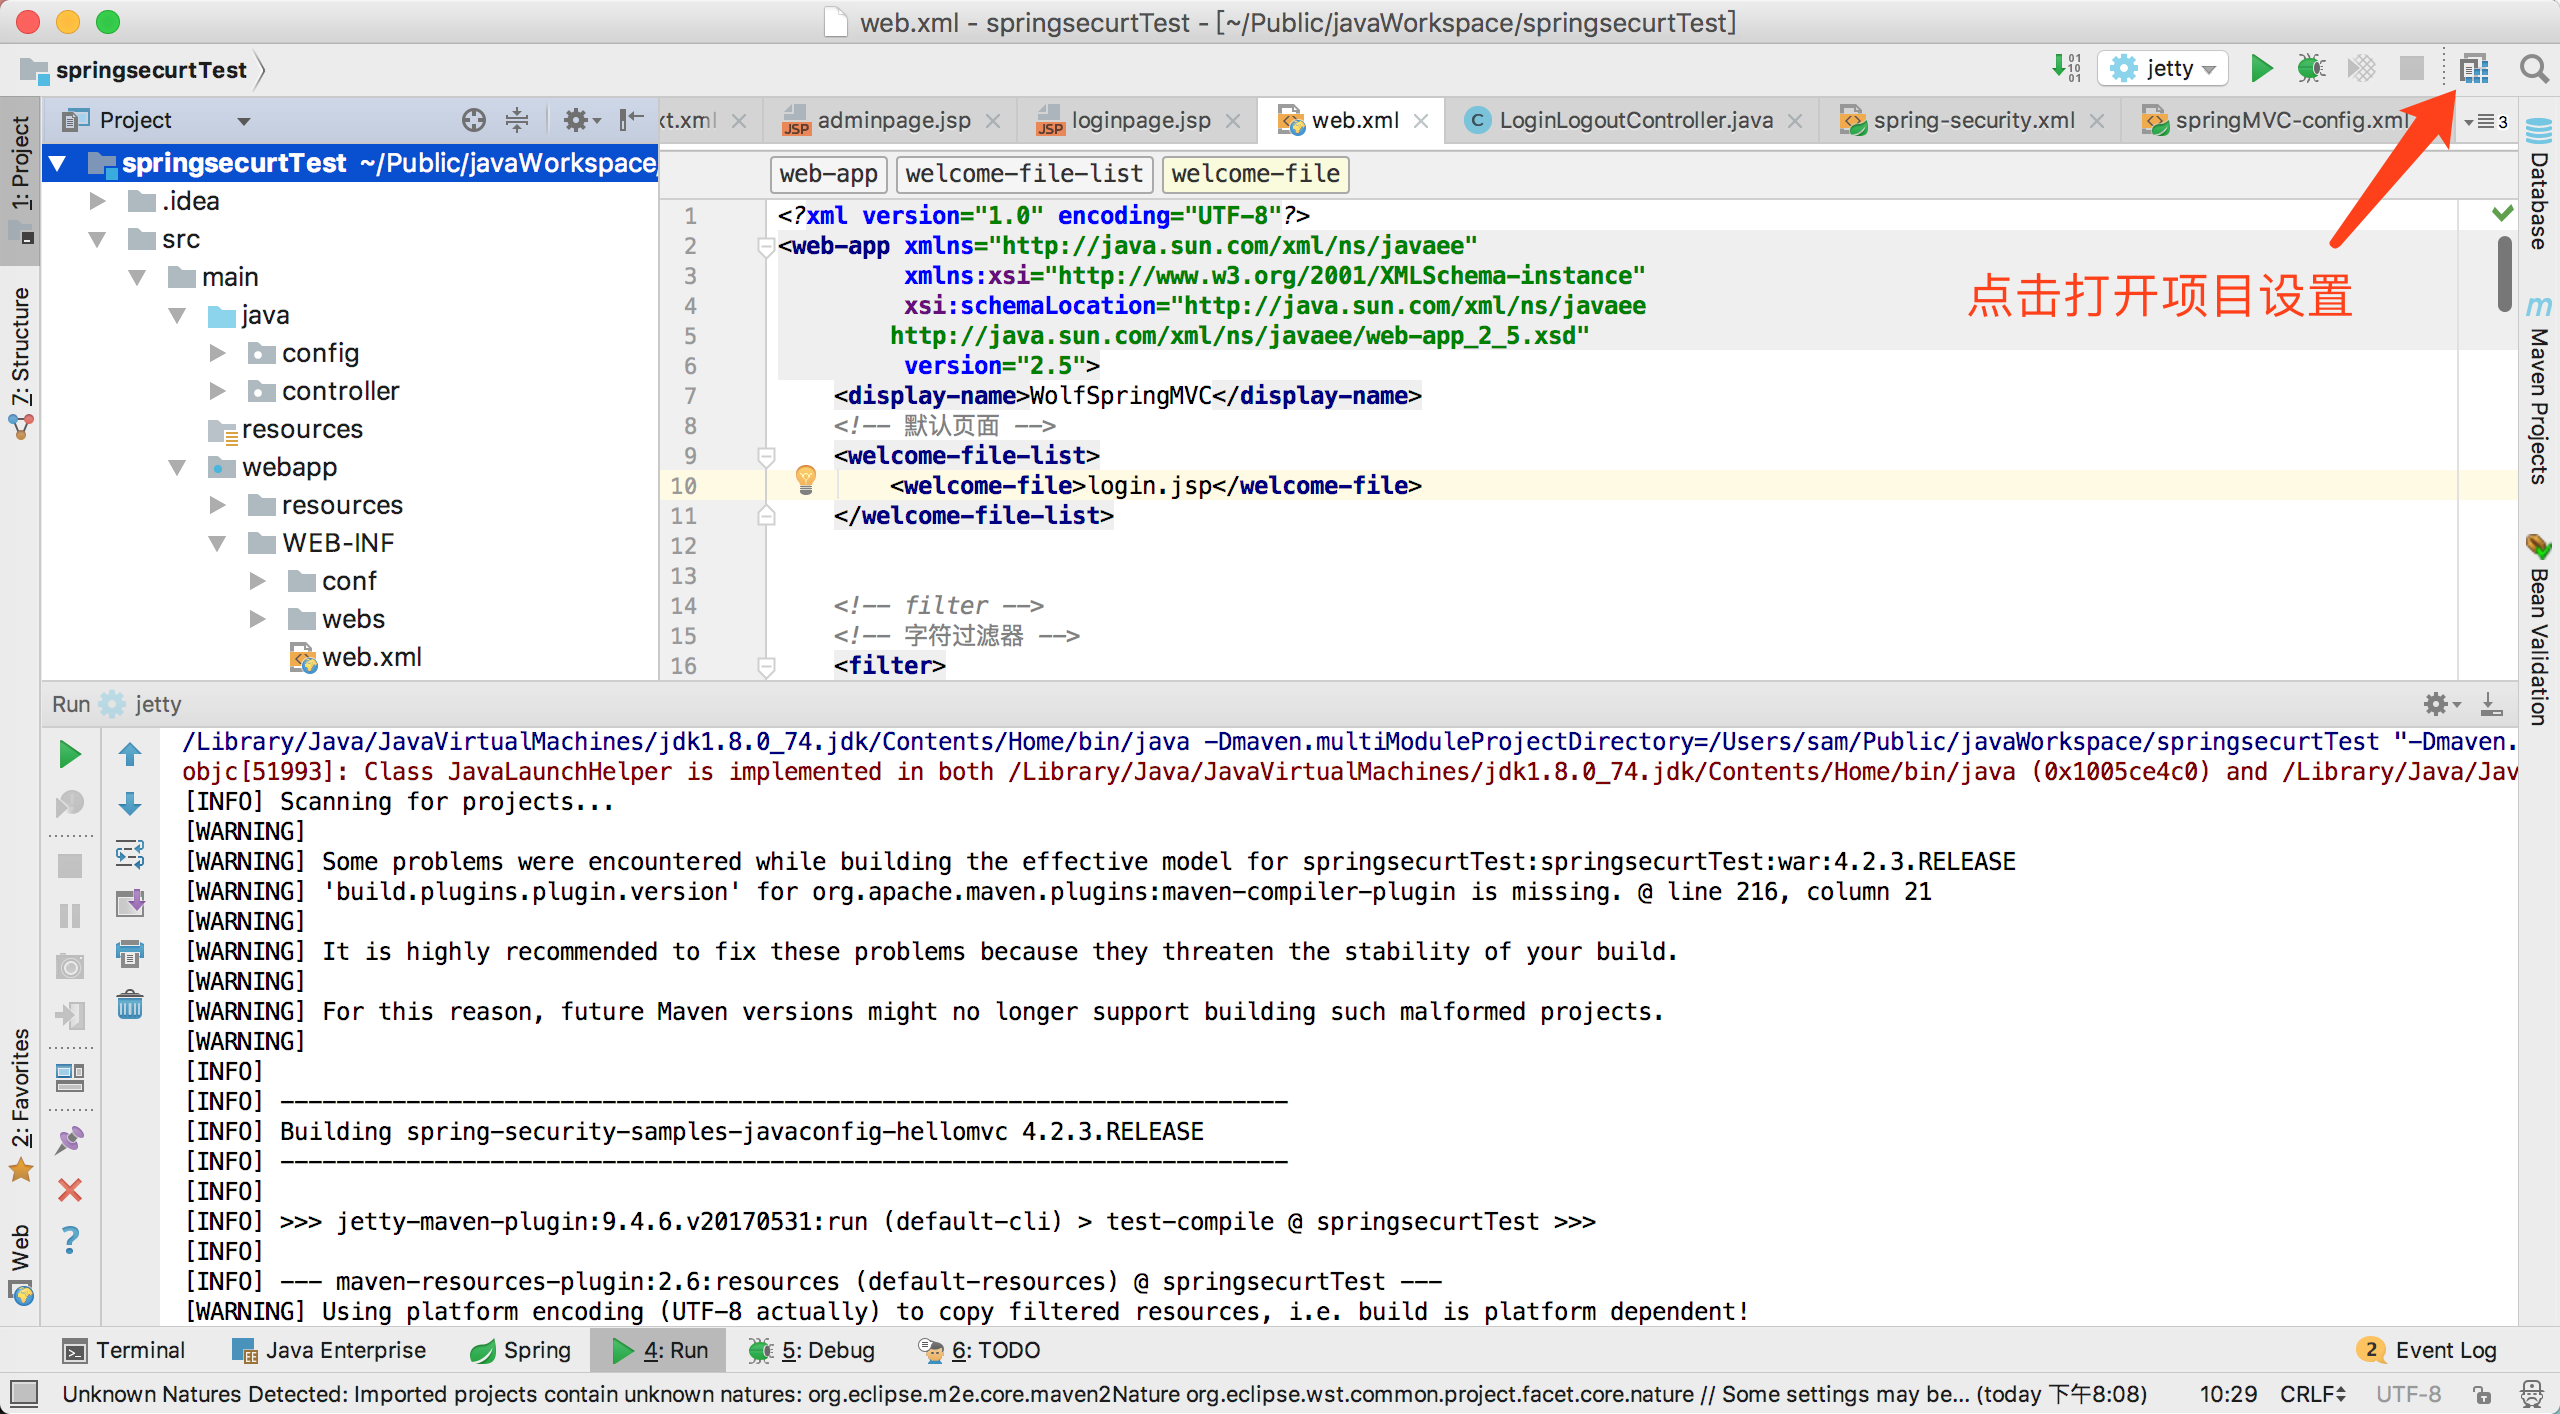 web.xml - springsecurtTest - [~/Public/javaWorkspace/springsecurtTest]
springsecurtTest
jetty
Project
xt.xml
adminpage.jsp
loginpage.jsp
web.xml
LoginLogoutController.java
spring-security.xml
springMVC-config.xml
3
1: Project
7: Structure
2: Favorites
Web
springsecurtTest ~/Public/javaWorkspace/
.idea
src
main
java
config
controller
resources
webapp
resources
WEB-INF
conf
webs
web.xml
web-app
welcome-file-list
welcome-file
1 <?xml version="1.0" encoding="UTF-8"?>
2 <web-app xmlns="http://java.sun.com/xml/ns/javaee"
3 xmlns:xsi="http://www.w3.org/2001/XMLSchema-instance"
4 xsi:schemaLocation="http://java.sun.com/xml/ns/javaee
5 http://java.sun.com/xml/ns/javaee/web-app_2_5.xsd"
6 version="2.5">
7 <display-name>WolfSpringMVC</display-name>
8 <!-- 默认页面 -->
9 <welcome-file-list>
10 <welcome-file>login.jsp</welcome-file>
11 </welcome-file-list>
12
13
14 <!-- filter -->
15 <!-- 字符过滤器 -->
16 <filter>
点击打开项目设置
Database
Maven Projects
Bean Validation
Run jetty
/Library/Java/JavaVirtualMachines/jdk1.8.0_74.jdk/Contents/Home/bin/java -Dmaven.multiModuleProjectDirectory=/Users/sam/Public/javaWorkspace/springsecurtTest "-Dmaven.
objc[51993]: Class JavaLaunchHelper is implemented in both /Library/Java/JavaVirtualMachines/jdk1.8.0_74.jdk/Contents/Home/bin/java (0x1005ce4c0) and /Library/Java/Jav
[INFO] Scanning for projects...
[WARNING]
[WARNING] Some problems were encountered while building the effective model for springsecurtTest:springsecurtTest:war:4.2.3.RELEASE
[WARNING] 'build.plugins.plugin.version' for org.apache.maven.plugins:maven-compiler-plugin is missing. @ line 216, column 21
[WARNING]
[WARNING] It is highly recommended to fix these problems because they threaten the stability of your build.
[WARNING]
[WARNING] For this reason, future Maven versions might no longer support building such malformed projects.
[WARNING]
[INFO]
[INFO] ------------------------------------------------------------------------
[INFO] Building spring-security-samples-javaconfig-hellomvc 4.2.3.RELEASE
[INFO] ------------------------------------------------------------------------
[INFO]
[INFO] >>> jetty-maven-plugin:9.4.6.v20170531:run (default-cli) > test-compile @ springsecurtTest >>>
[INFO]
[INFO] --- maven-resources-plugin:2.6:resources (default-resources) @ springsecurtTest ---
[WARNING] Using platform encoding (UTF-8 actually) to copy filtered resources, i.e. build is platform dependent!
Terminal
Java Enterprise
Spring
4: Run
5: Debug
6: TODO
2 Event Log
Unknown Natures Detected: Imported projects contain unknown natures: org.eclipse.m2e.core.maven2Nature org.eclipse.wst.common.project.facet.core.nature // Some settings may be... (today 下午8:08)
10:29
CRLF
UTF-8